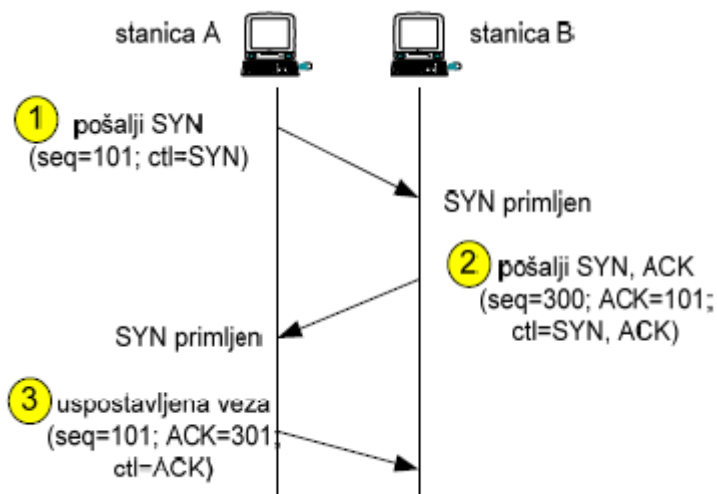 stanica A
stanica B
1
pošalji SYN
(seq=101; ctl=SYN)
SYN primljen
2
pošalji SYN, ACK
(seq=300; ACK=101;
ctl=SYN, ACK)
SYN primljen
3
uspostavljena veza
(seq=101; ACK=301;
ctl=ACK)